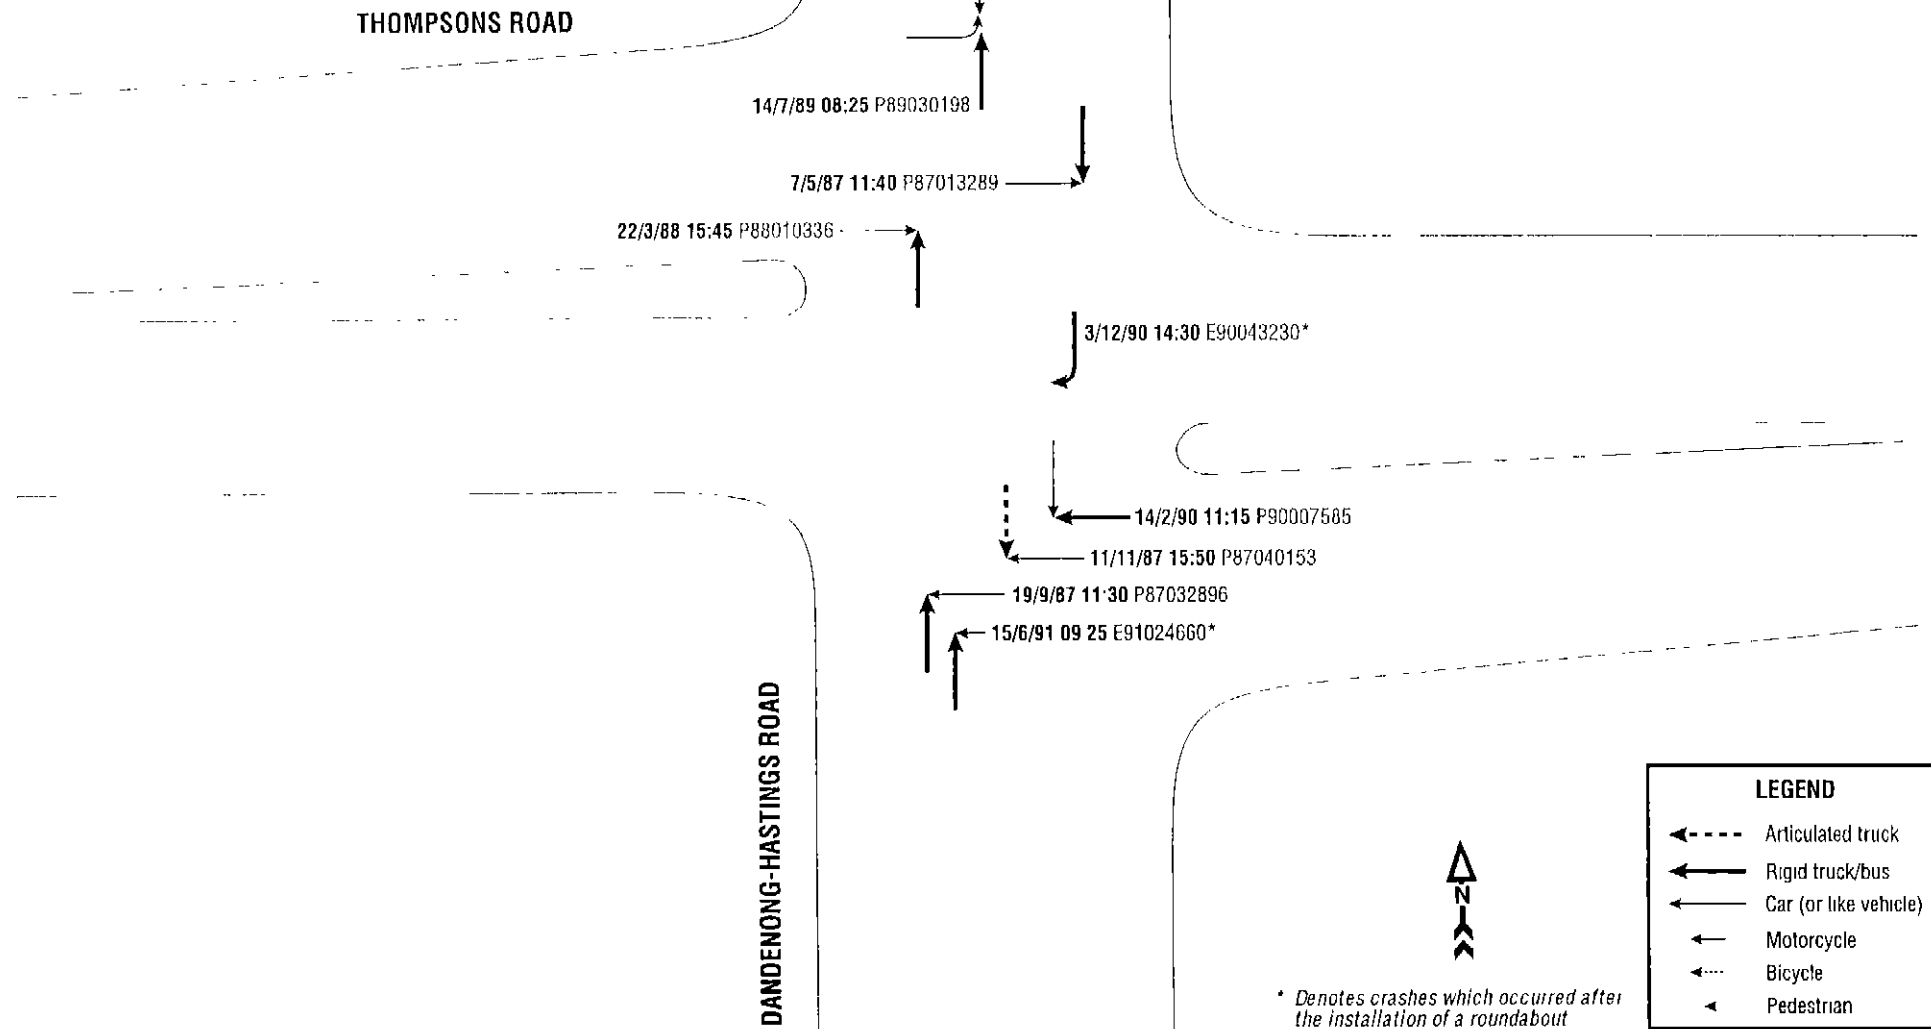 THOMPSONS ROAD
14/7/89 08:25 P89030198
7/5/87 11:40 P87013289
22/3/88 15:45 P88010336
3/12/90 14:30 E90043230*
14/2/90 11:15 P90007585
11/11/87 15:50 P87040153
19/9/87 11:30 P87032896
15/6/91 09 25 E91024660*
DANDENONG-HASTINGS ROAD
N
* Denotes crashes which occurred after
the installation of a roundabout
LEGEND
Articulated truck
Rigid truck/bus
Car (or like vehicle)
Motorcycle
Bicycle
Pedestrian